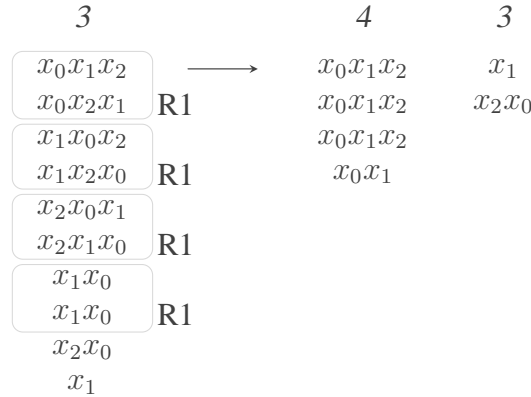 3 4 3
x₀x₁x₂ → x₀x₁x₂ x₁
x₀x₂x₁ R1 x₀x₁x₂ x₂x₀
x₁x₀x₂ x₀x₁x₂
x₁x₂x₀ R1 x₀x₁
x₂x₀x₁
x₂x₁x₀ R1
x₁x₀
x₁x₀ R1
x₂x₀
x₁